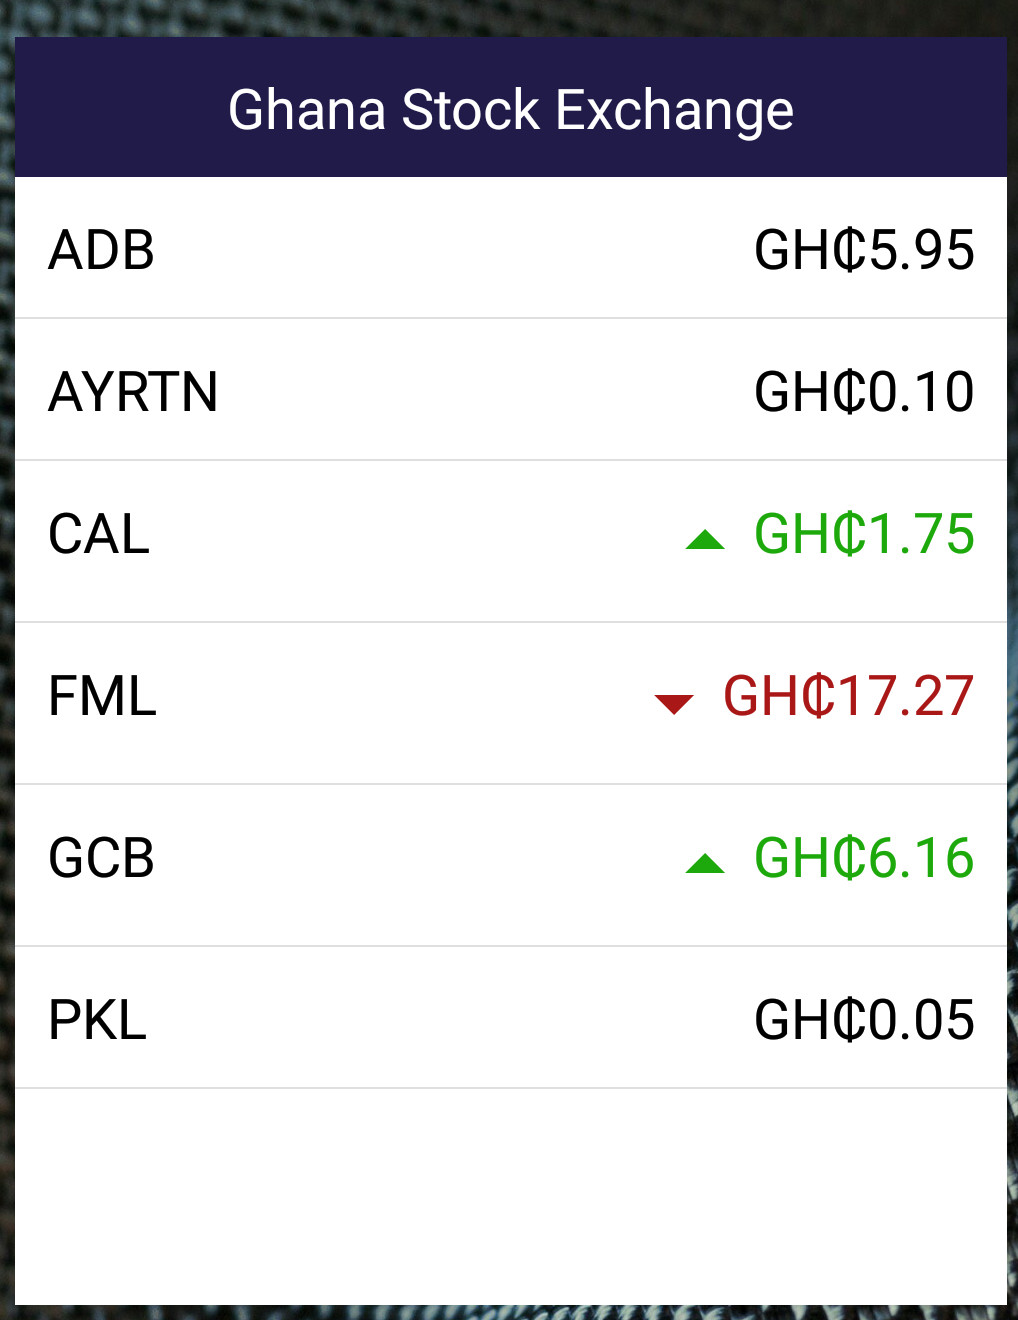 Ghana Stock Exchange
ADB GH₵5.95
AYRTN GH₵0.10
CAL ▲ GH₵1.75
FML ▼ GH₵17.27
GCB ▲ GH₵6.16
PKL GH₵0.05